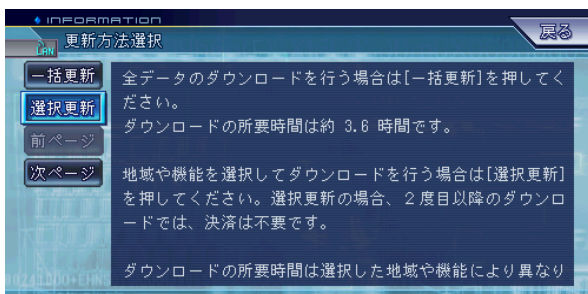 INFORMATION
LAN 更新方法選択
戻る
一括更新
選択更新
前ページ
次ページ
全データのダウンロードを行う場合は[一括更新]を押してく
ださい。
ダウンロードの所要時間は約 3.6 時間です。
地域や機能を選択してダウンロードを行う場合は[選択更新]
を押してください。選択更新の場合、２度目以降のダウンロ
ードでは、決済は不要です。
ダウンロードの所要時間は選択した地域や機能により異なり